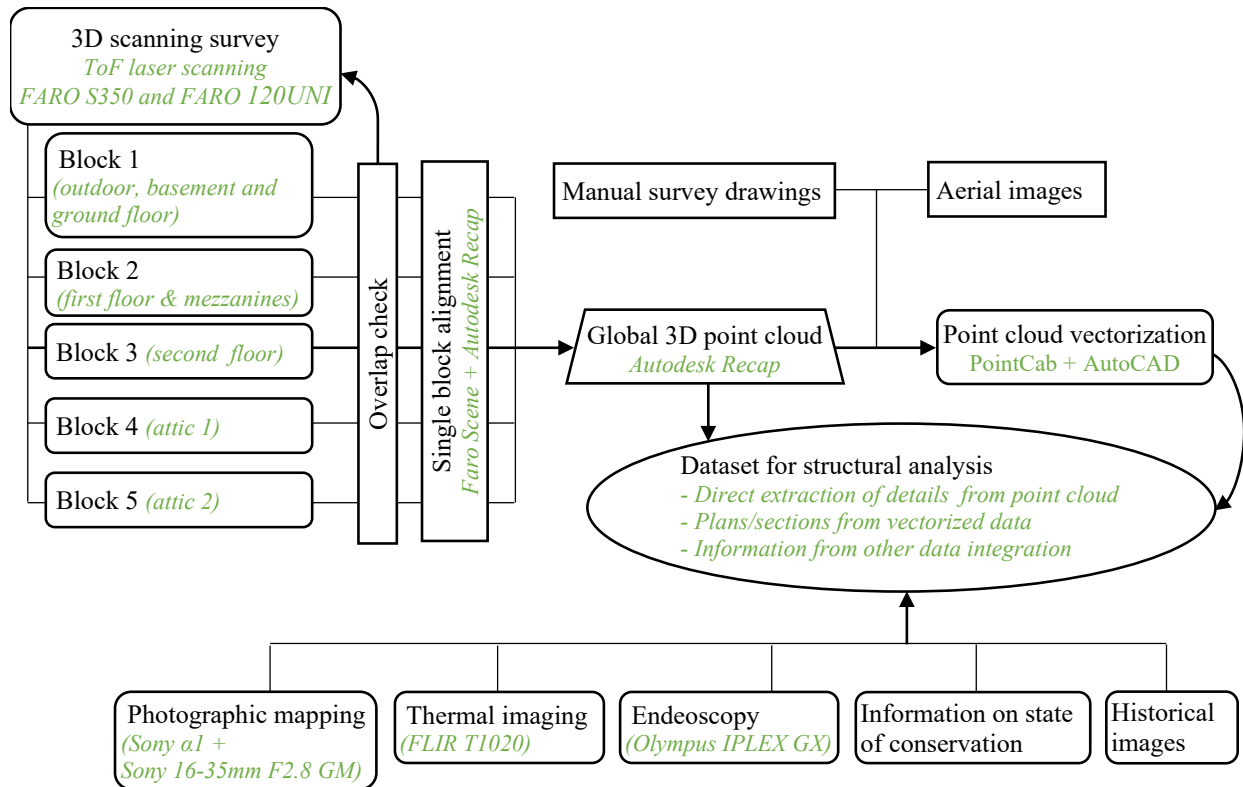 3D scanning survey
ToF laser scanning
FARO S350 and FARO 120UNI
Block 1
(outdoor, basement and
ground floor)
Block 2
(first floor & mezzanines)
Block 3 (second floor)
Block 4 (attic 1)
Block 5 (attic 2)
Overlap check
Single block alignment
Faro Scene + Autodesk Recap
Manual survey drawings
Aerial images
Global 3D point cloud
Autodesk Recap
Point cloud vectorization
PointCab + AutoCAD
Dataset for structural analysis
- Direct extraction of details from point cloud
- Plans/sections from vectorized data
- Information from other data integration
Photographic mapping
(Sony α1 +
Sony 16-35mm F2.8 GM)
Thermal imaging
(FLIR T1020)
Endeoscopy
(Olympus IPLEX GX)
Information on state
of conservation
Historical
images